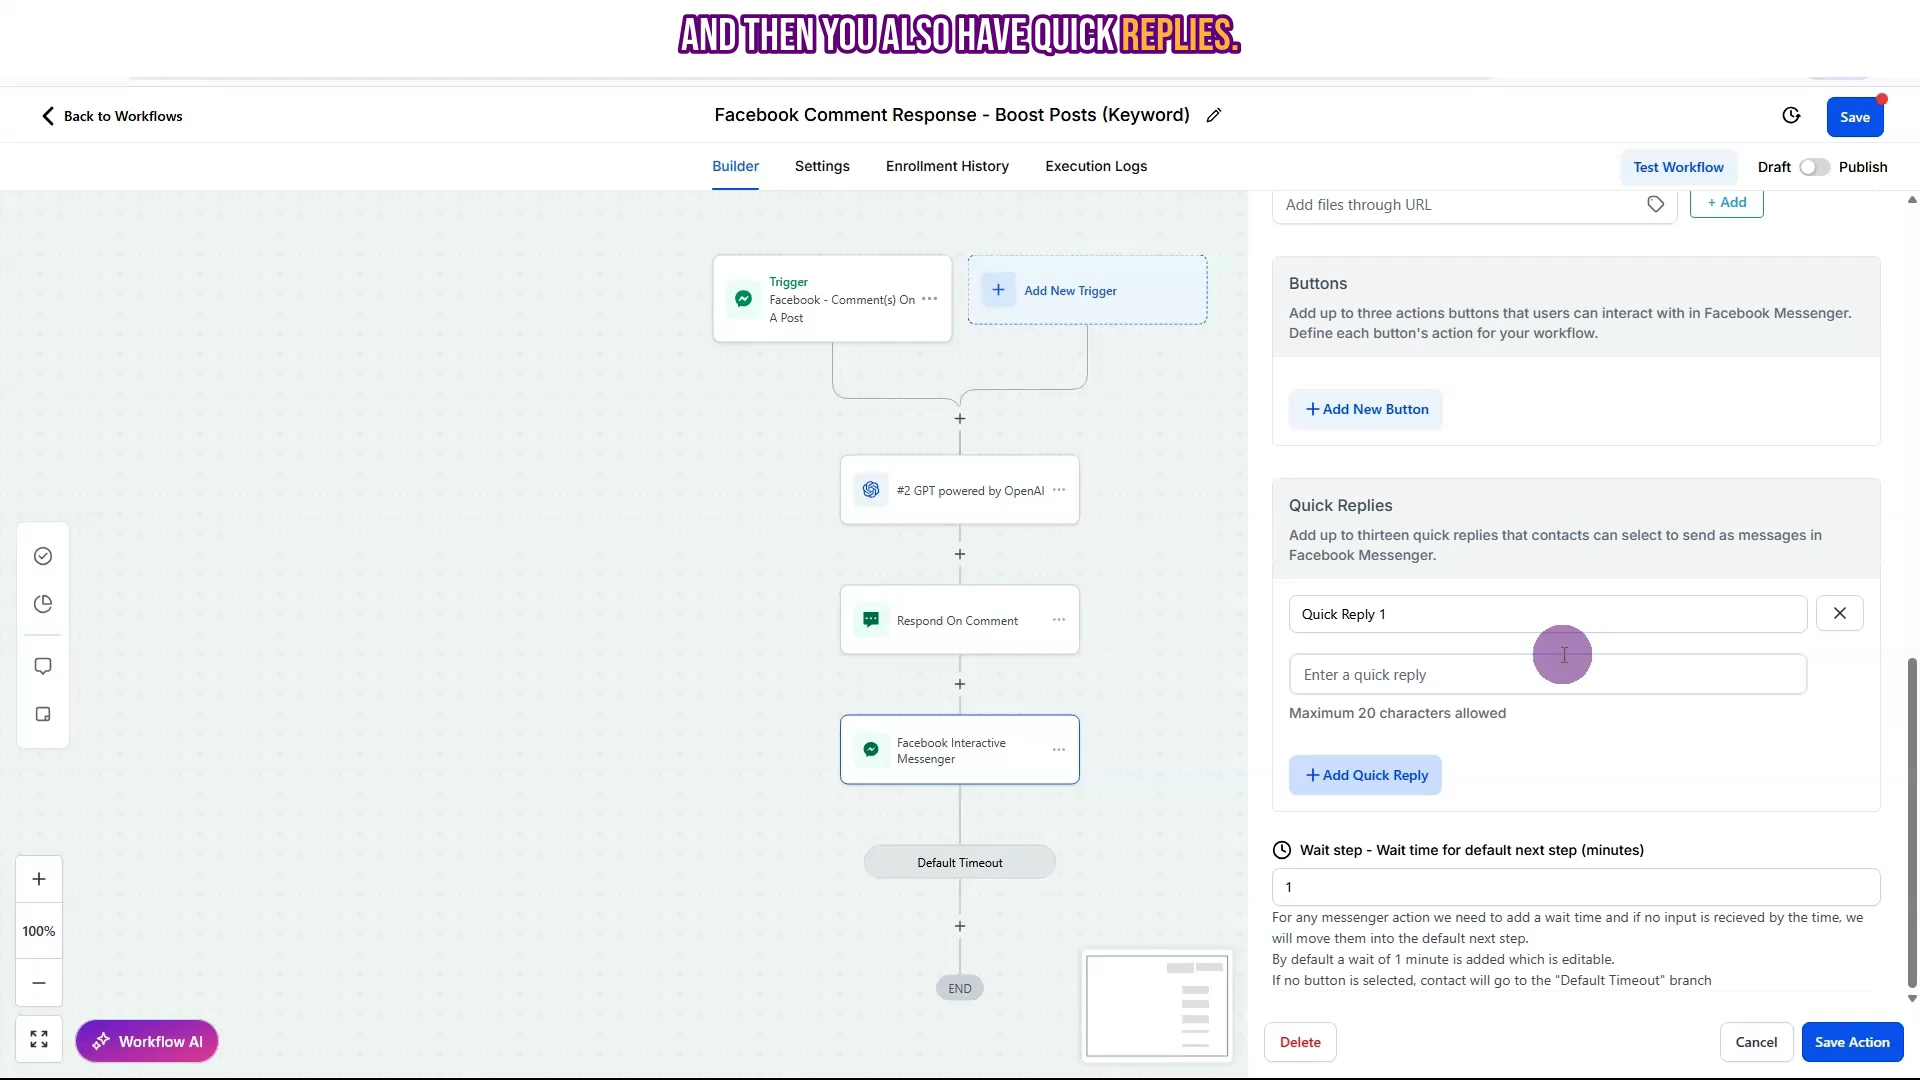 AND THEN YOU ALSO HAVE QUICK REPLIES.
Back to Workflows
Facebook Comment Response - Boost Posts (Keyword)
Save
Builder
Settings
Enrollment History
Execution Logs
Test Workflow
Draft
Publish
Trigger
Facebook - Comment(s) On
A Post
Add New Trigger
#2 GPT powered by OpenAI
Respond On Comment
Facebook Interactive
Messenger
Default Timeout
END
100%
Workflow AI
Add files through URL
+ Add
Buttons
Add up to three actions buttons that users can interact with in Facebook Messenger.
Define each button's action for your workflow.
+ Add New Button
Quick Replies
Add up to thirteen quick replies that contacts can select to send as messages in
Facebook Messenger.
Quick Reply 1
Enter a quick reply
Maximum 20 characters allowed
+ Add Quick Reply
Wait step - Wait time for default next step (minutes)
1
For any messenger action we need to add a wait time and if no input is recieved by the time, we
will move them into the default next step.
By default a wait of 1 minute is added which is editable.
If no button is selected, contact will go to the "Default Timeout" branch
Delete
Cancel
Save Action